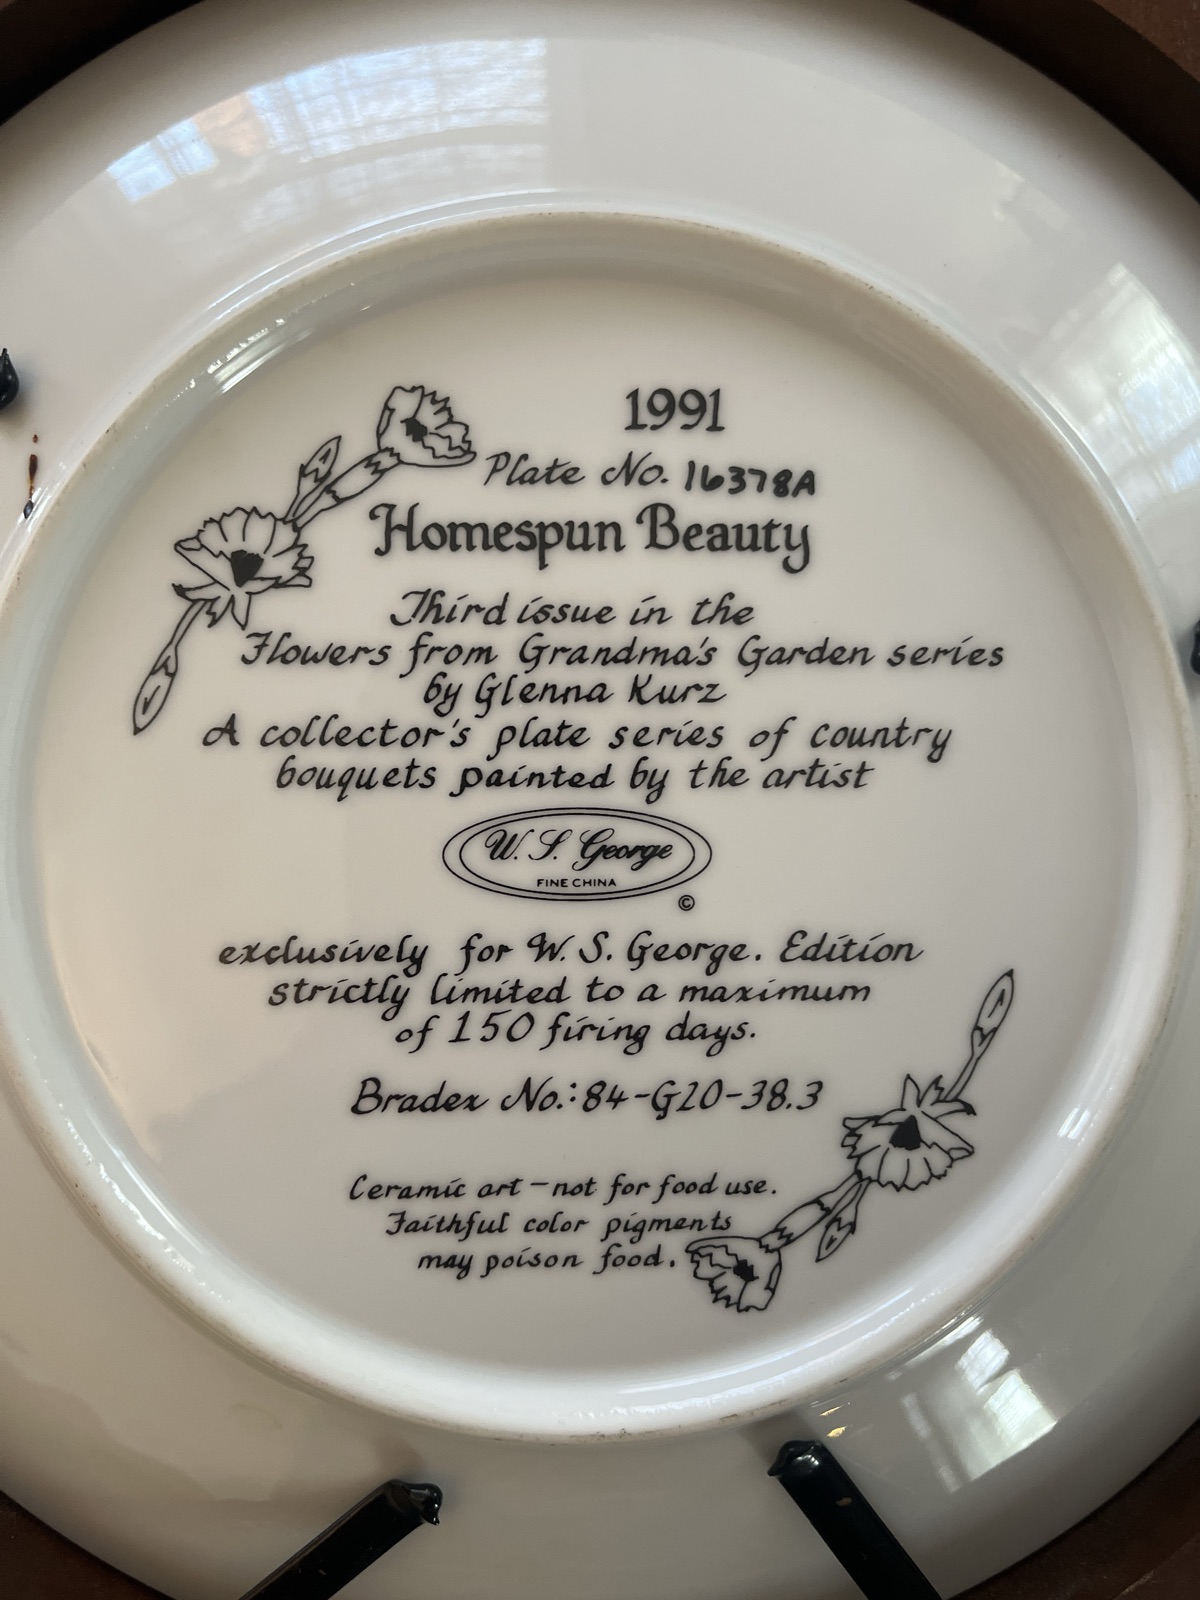 1991
Plate No. 16378A
Homespun Beauty
Third issue in the
Flowers from Grandma's Garden series
by Glenna Kurz
A collector's plate series of country
bouquets painted by the artist
W. S. George
FINE CHINA
©
exclusively for W. S. George. Edition
strictly limited to a maximum
of 150 firing days.
Bradex No.: 84-G20-38.3
Ceramic art — not for food use.
Faithful color pigments
may poison food.